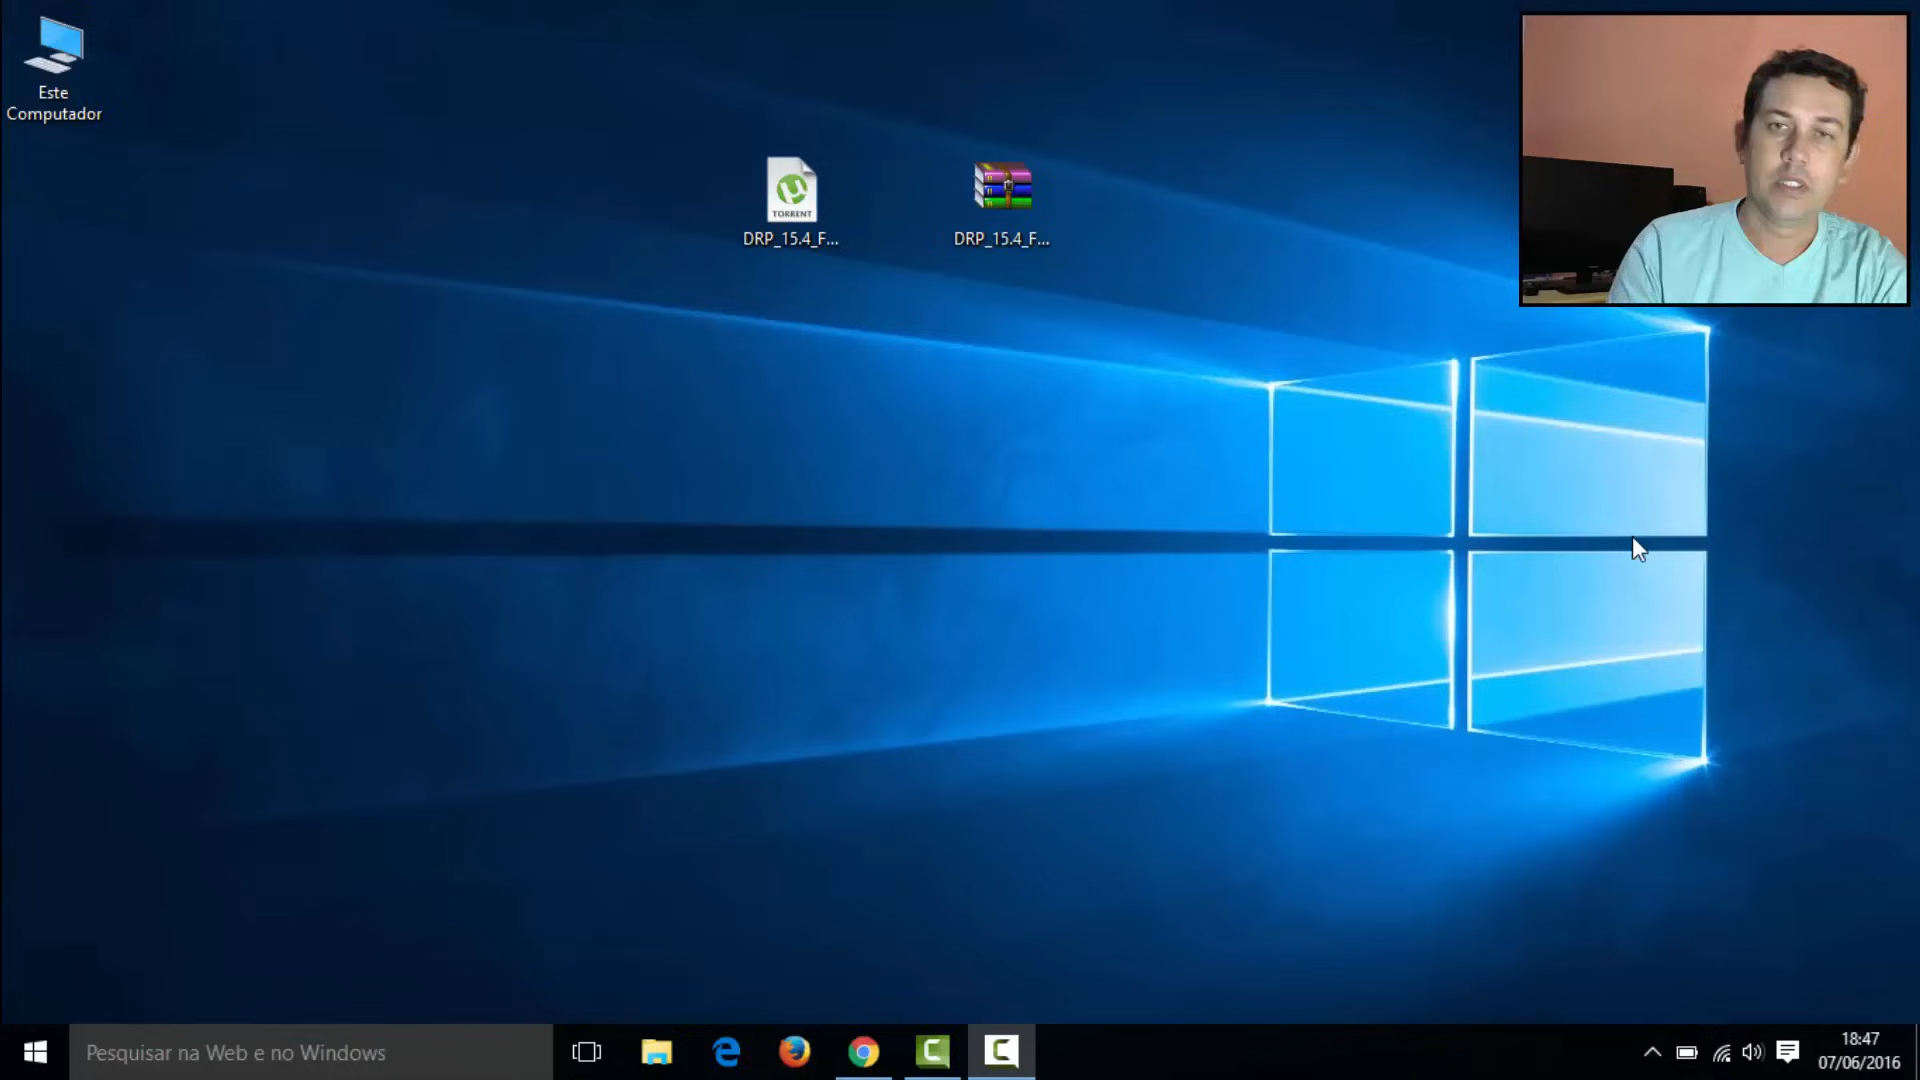 Este
Computador
TORRENT
DRP_15.4_F...
DRP_15.4_F...
Pesquisar na Web e no Windows
18:47
07/06/2016